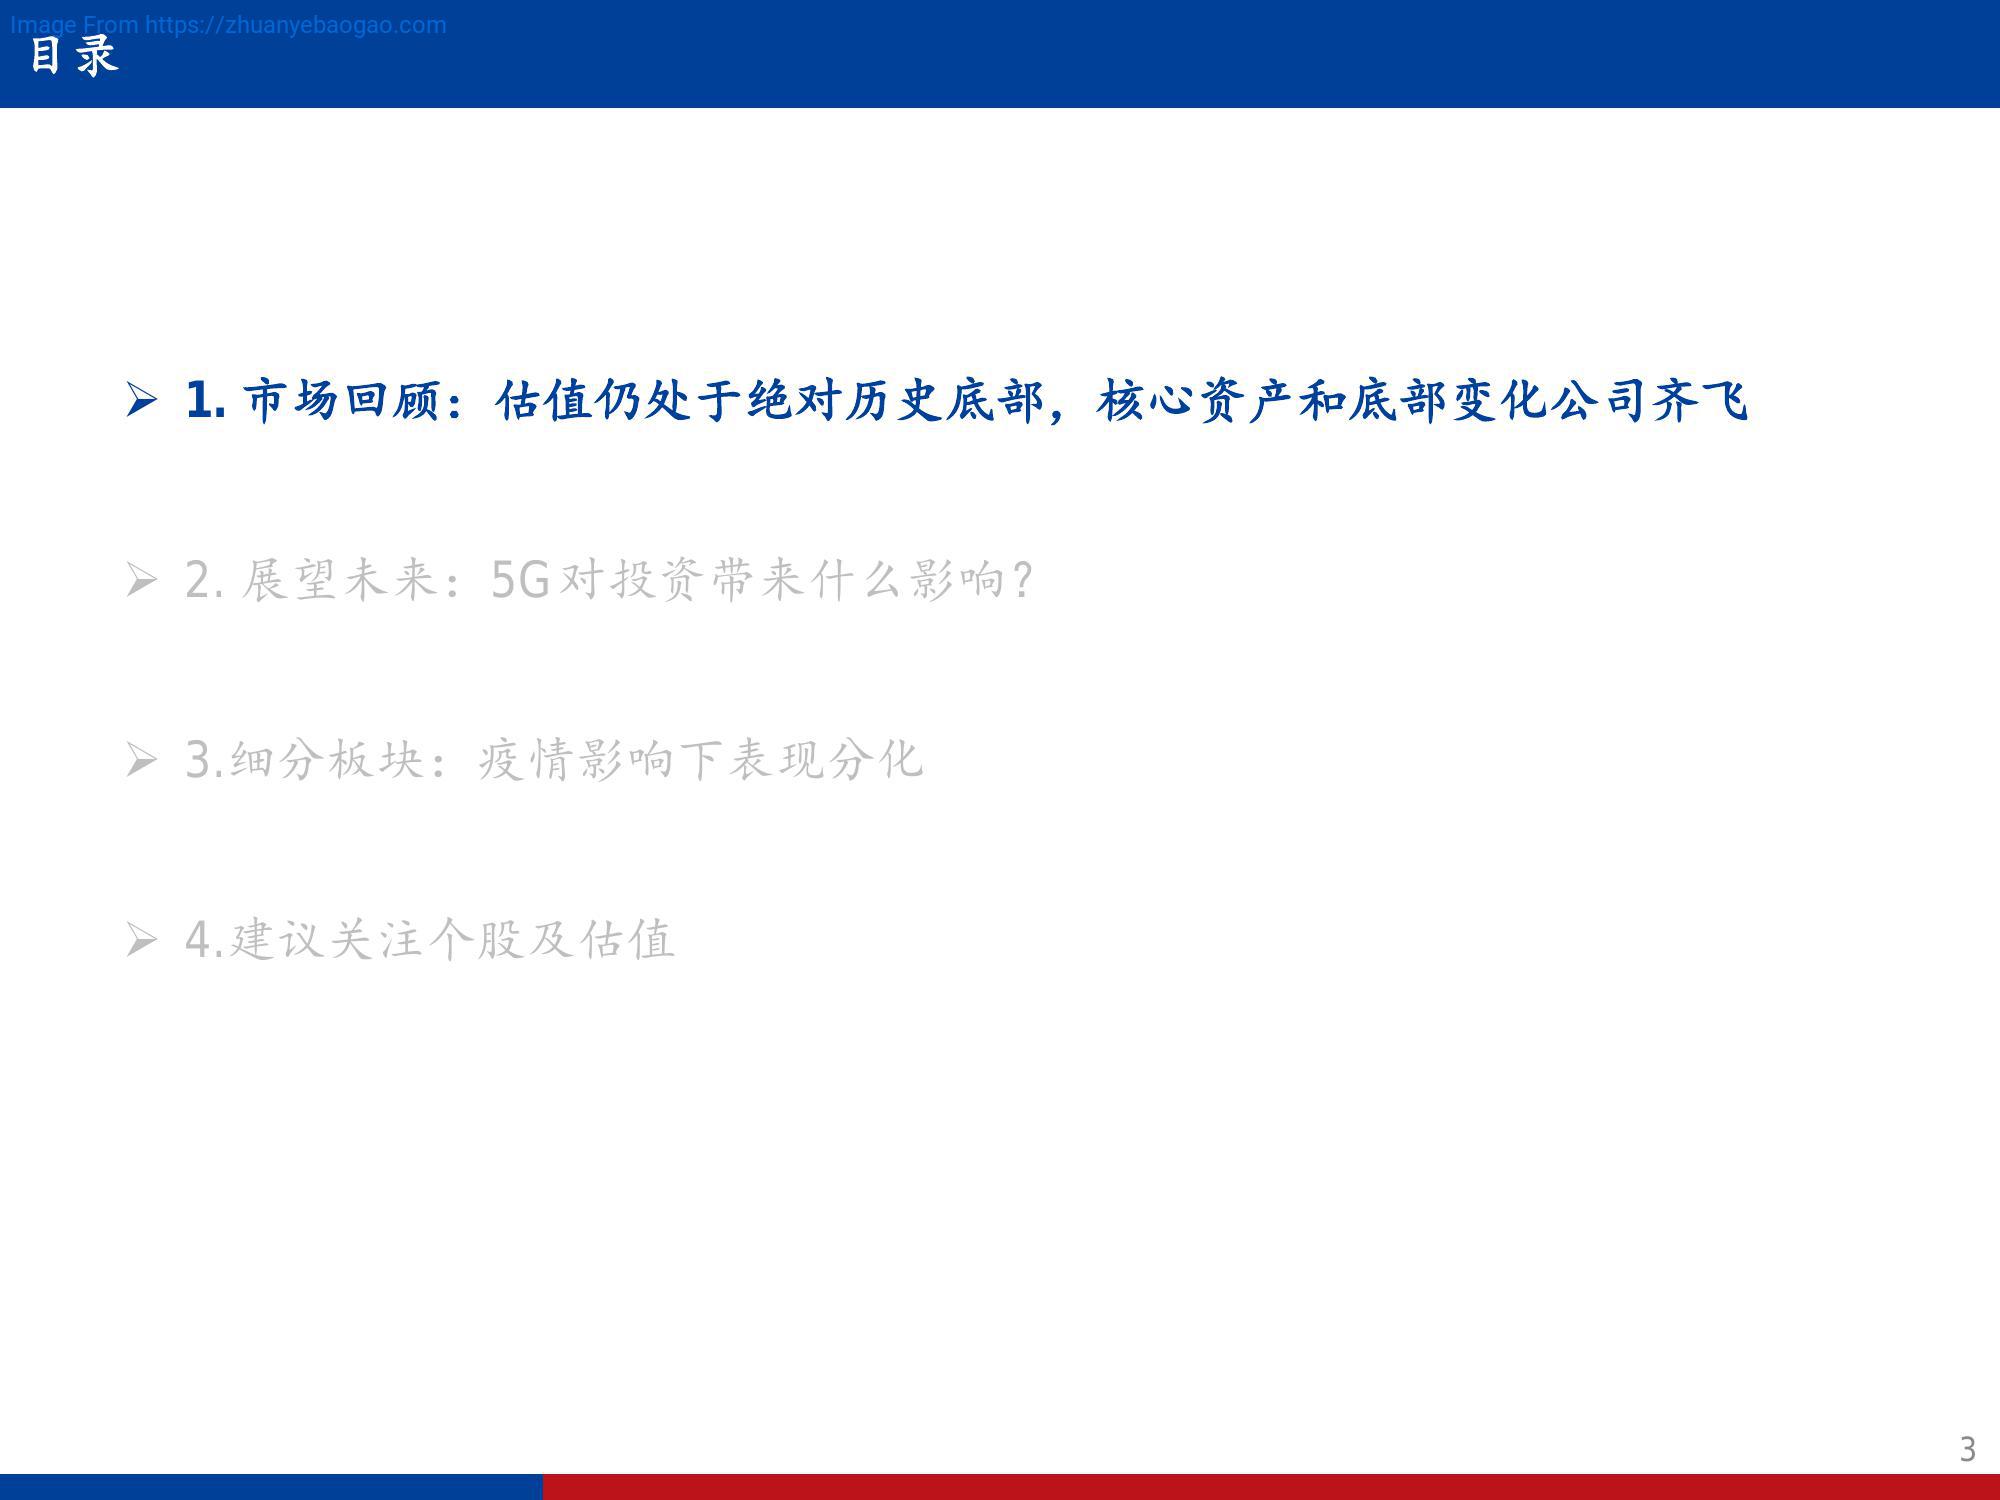 Image From https://zhuanyebaogao.com
目录
➢ 1. 市场回顾：估值仍处于绝对历史底部，核心资产和底部变化公司齐飞
➢ 2. 展望未来：5G对投资带来什么影响？
➢ 3.细分板块：疫情影响下表现分化
➢ 4.建议关注个股及估值
3